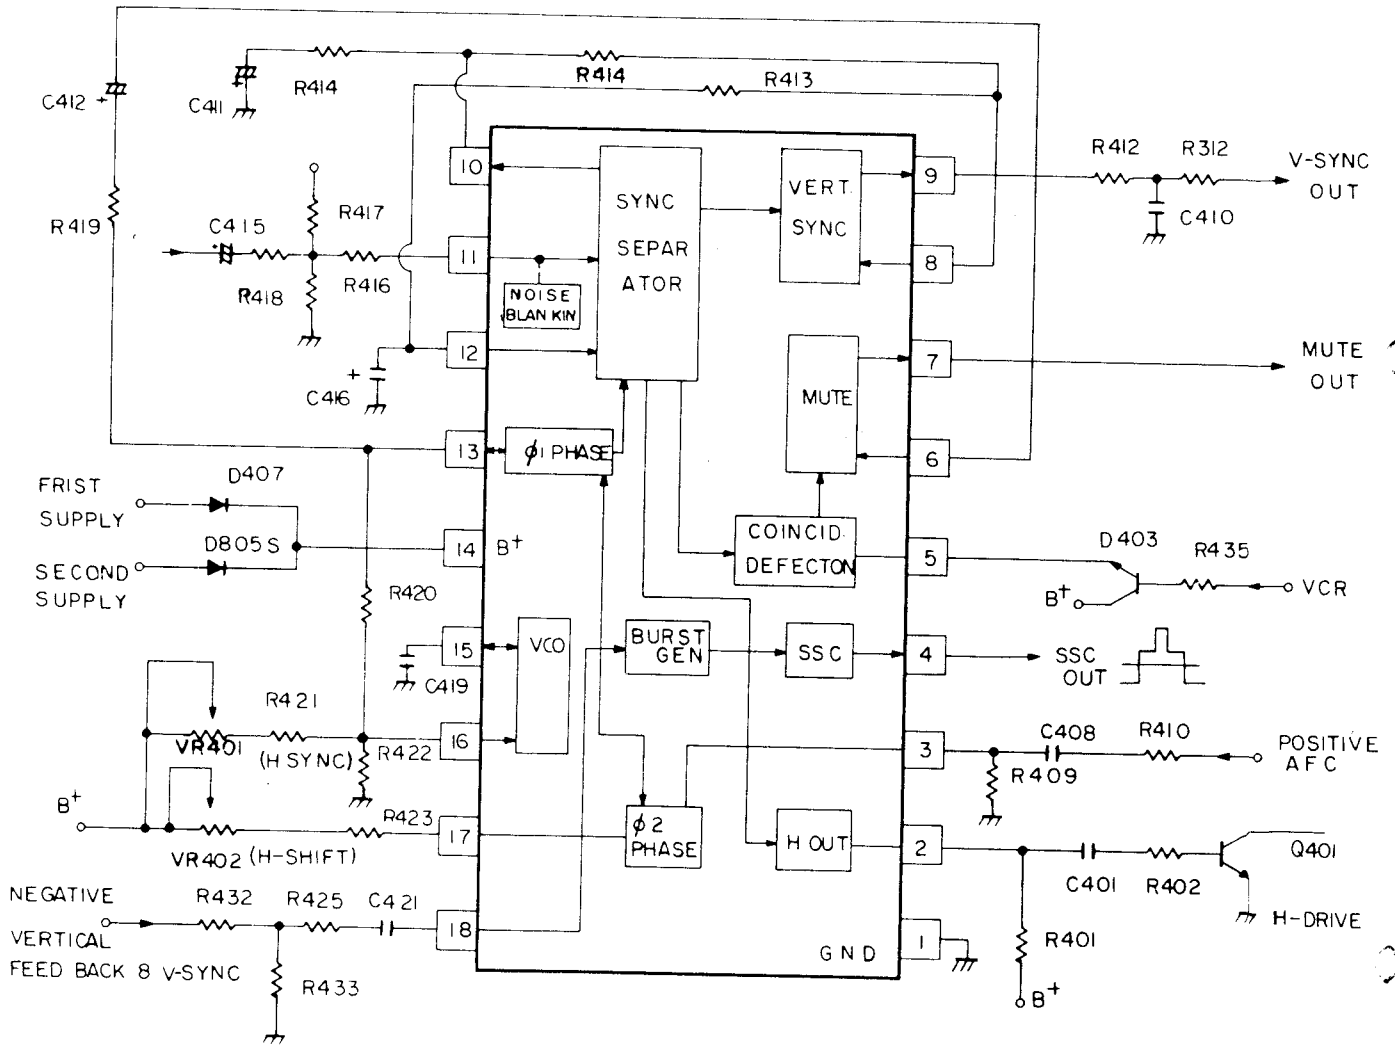 R414
R414
R413
C412
+
C411
+
10
SYNC
SEPAR
ATOR
VERT.
SYNC
9
R412
R312
V-SYNC
OUT
C410
R419
C415
R417
11
8
R418
R416
NOISE
BLANKIN
12
+
C416
MUTE
7
MUTE
OUT
13
φ1 PHASE
6
D407
FRIST
SUPPLY
D805S
SECOND
SUPPLY
14
B+
COINCID.
DEFECTON
5
D403
R435
B+
VCR
R420
15
VCO
BURST
GEN
SSC
4
SSC
OUT
C419
R421
VR401
(H SYNC)
R422
16
3
C408
R410
POSITIVE
AFC
R409
B+
R423
17
φ2
PHASE
H OUT
2
VR402 (H-SHIFT)
C401
R402
Q401
H-DRIVE
NEGATIVE
VERTICAL
FEED BACK 8 V-SYNC
R432
R425
C421
18
R433
GND
1
R401
B+